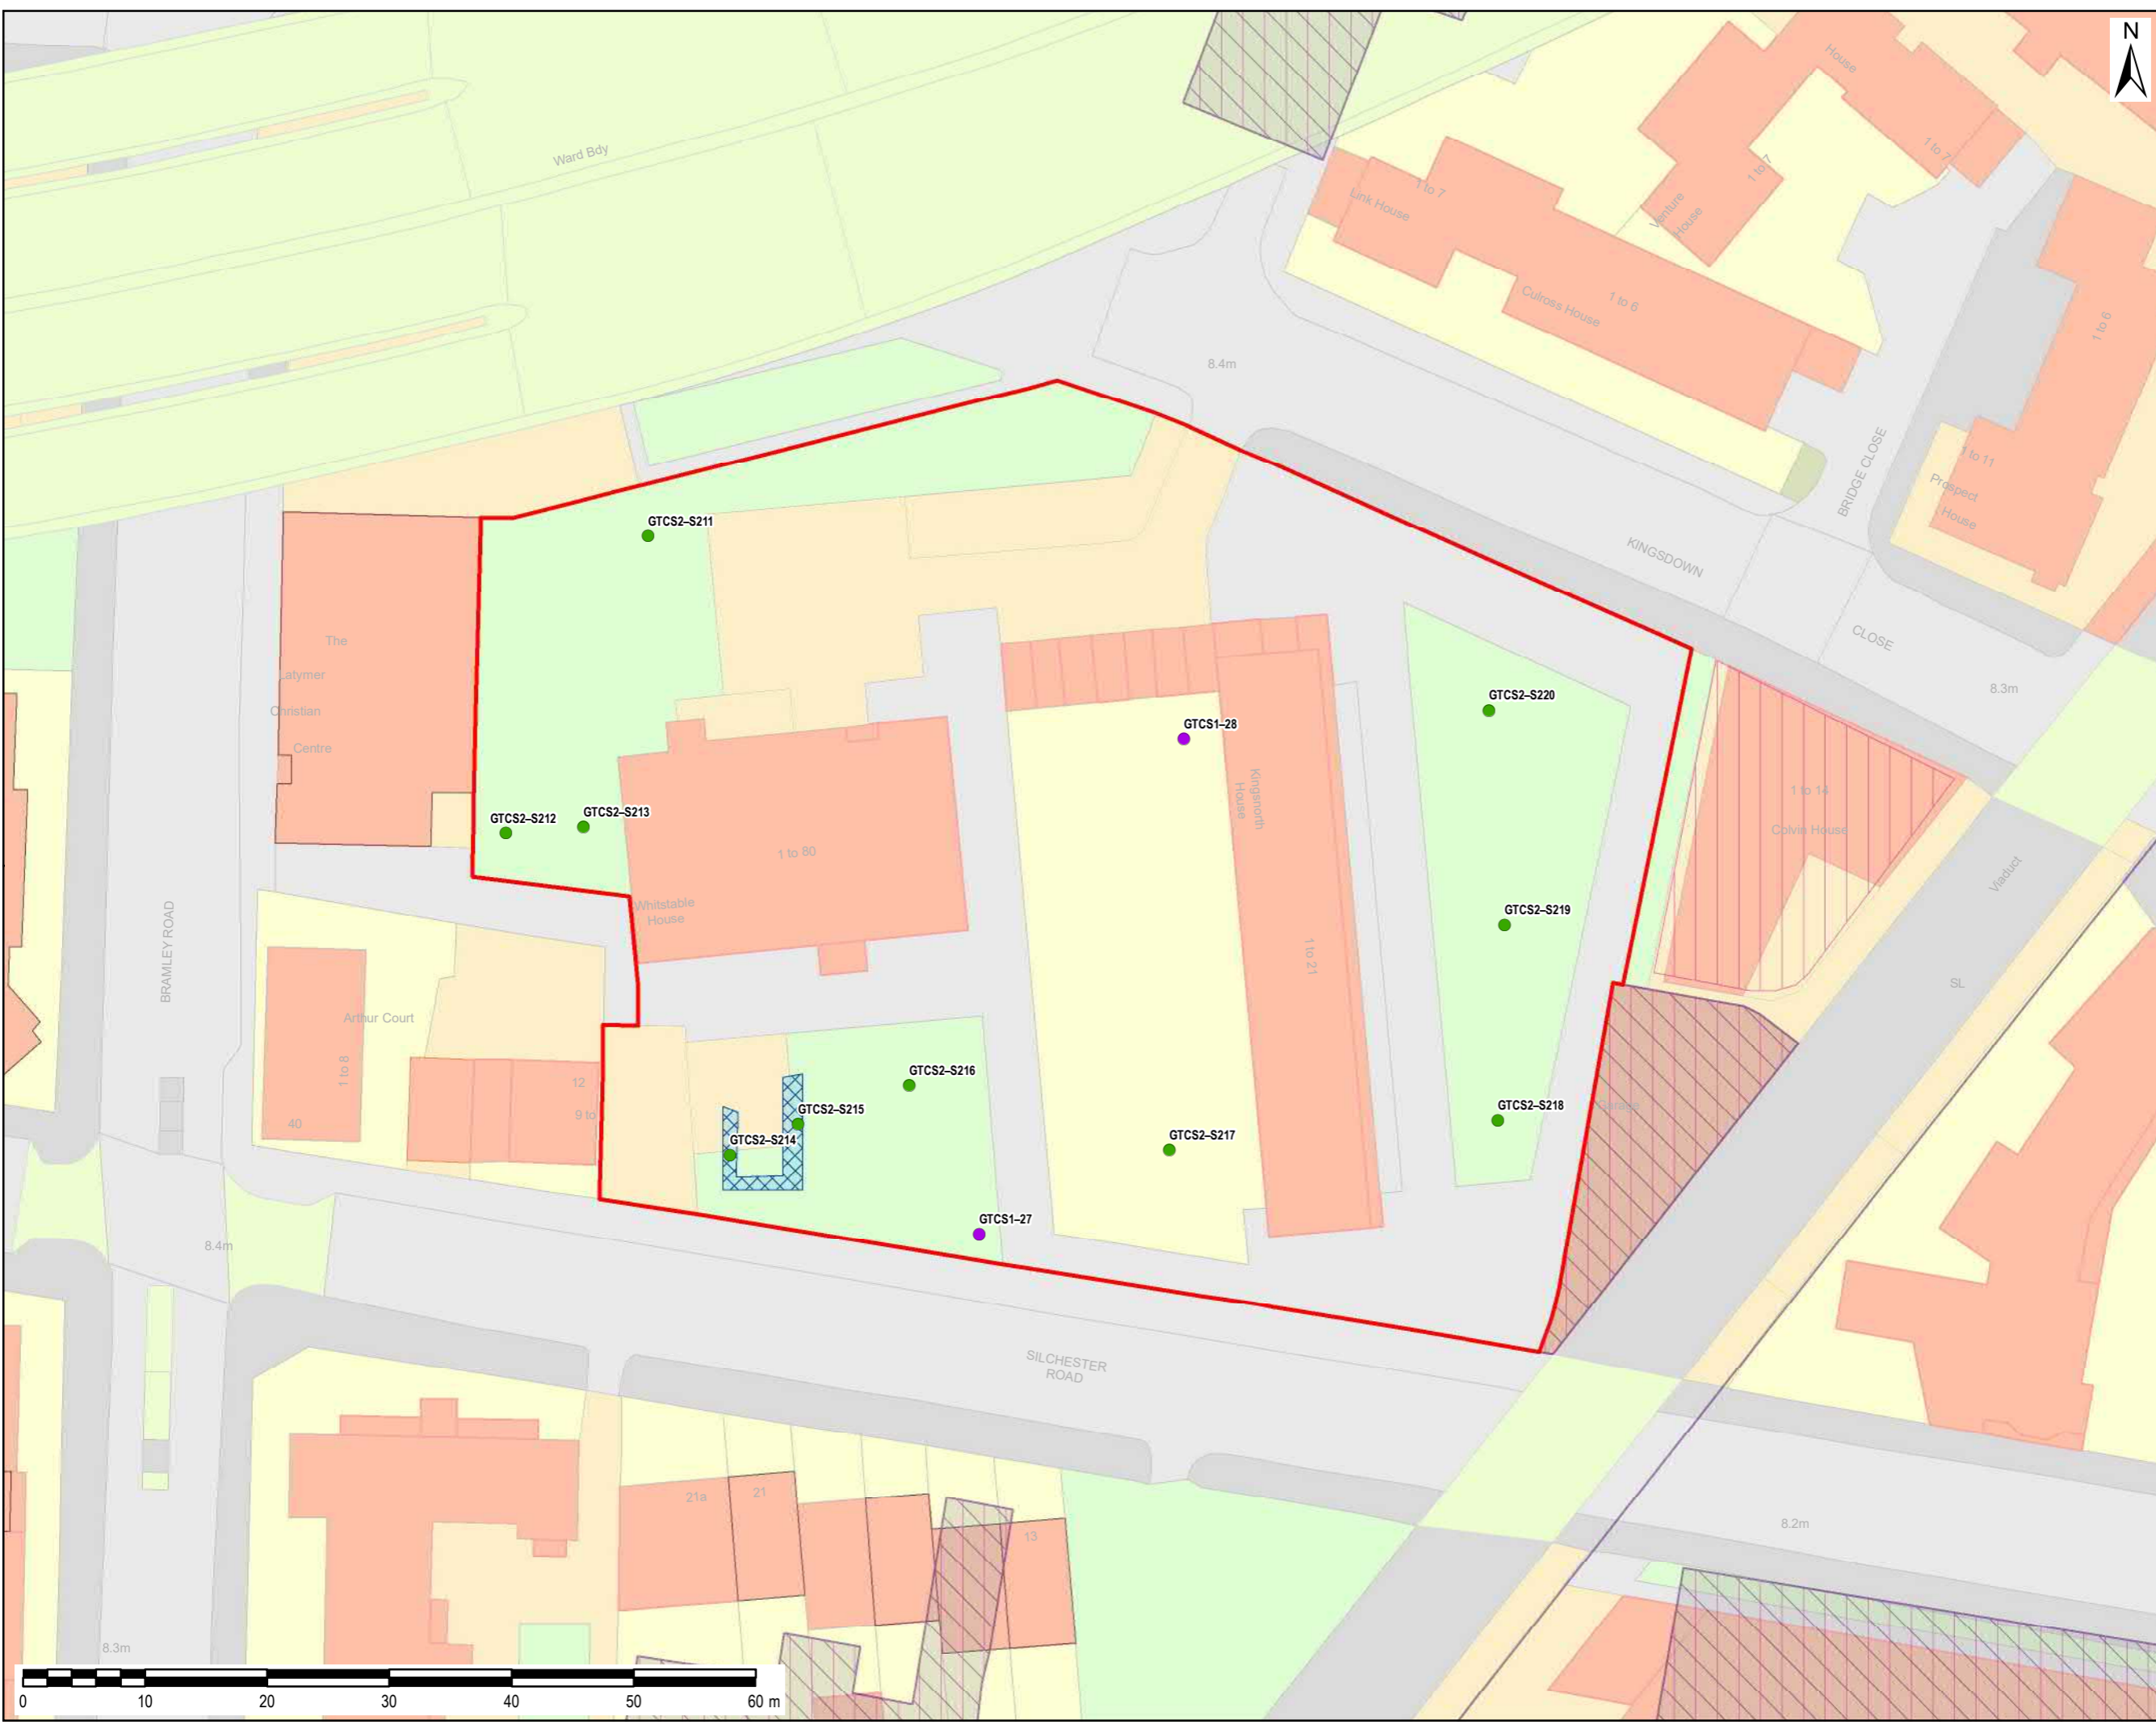 N
House
1 to 7
1 to 7
Venture
House
Link House
1 to 7
Culross House
1 to 6
1 to 6
Ward Bdy
8.4m
BRIDGE CLOSE
1 to 11
Prospect
House
KINGSDOWN
CLOSE
8.3m
GTCS2–S211
The
Latymer
Christian
Centre
GTCS2–S220
GTCS1–28
Kingsnorth
House
1 to 14
Colvin House
GTCS2–S212
GTCS2–S213
1 to 80
Whitstable
House
Viaduct
BRAMLEY ROAD
GTCS2–S219
1 to 21
SL
Arthur Court
1 to 8
40
12
9 to
GTCS2–S216
GTCS2–S215
GTCS2–S214
GTCS2–S217
GTCS2–S218
Garage
GTCS1–27
8.4m
SILCHESTER
ROAD
21a
21
13
8.2m
8.3m
0 10 20 30 40 50 60 m